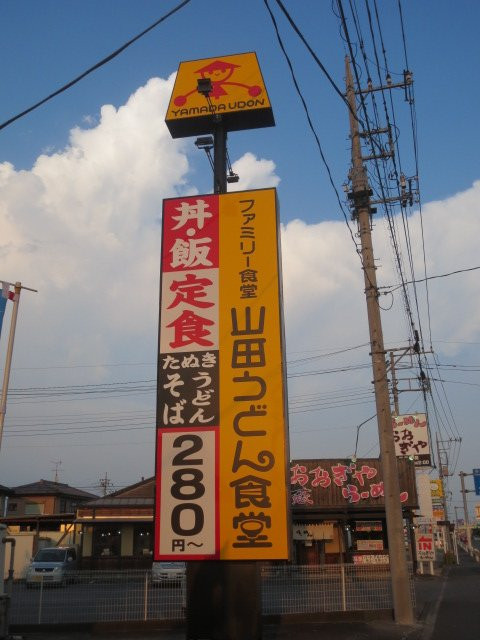 YAMADA UDON
ファミリー食堂
山田うどん食堂
丼・飯
定食
たぬき
うどん
そば
280
円～
おおぎや
らーめん
らーめん
おおぎや
IN